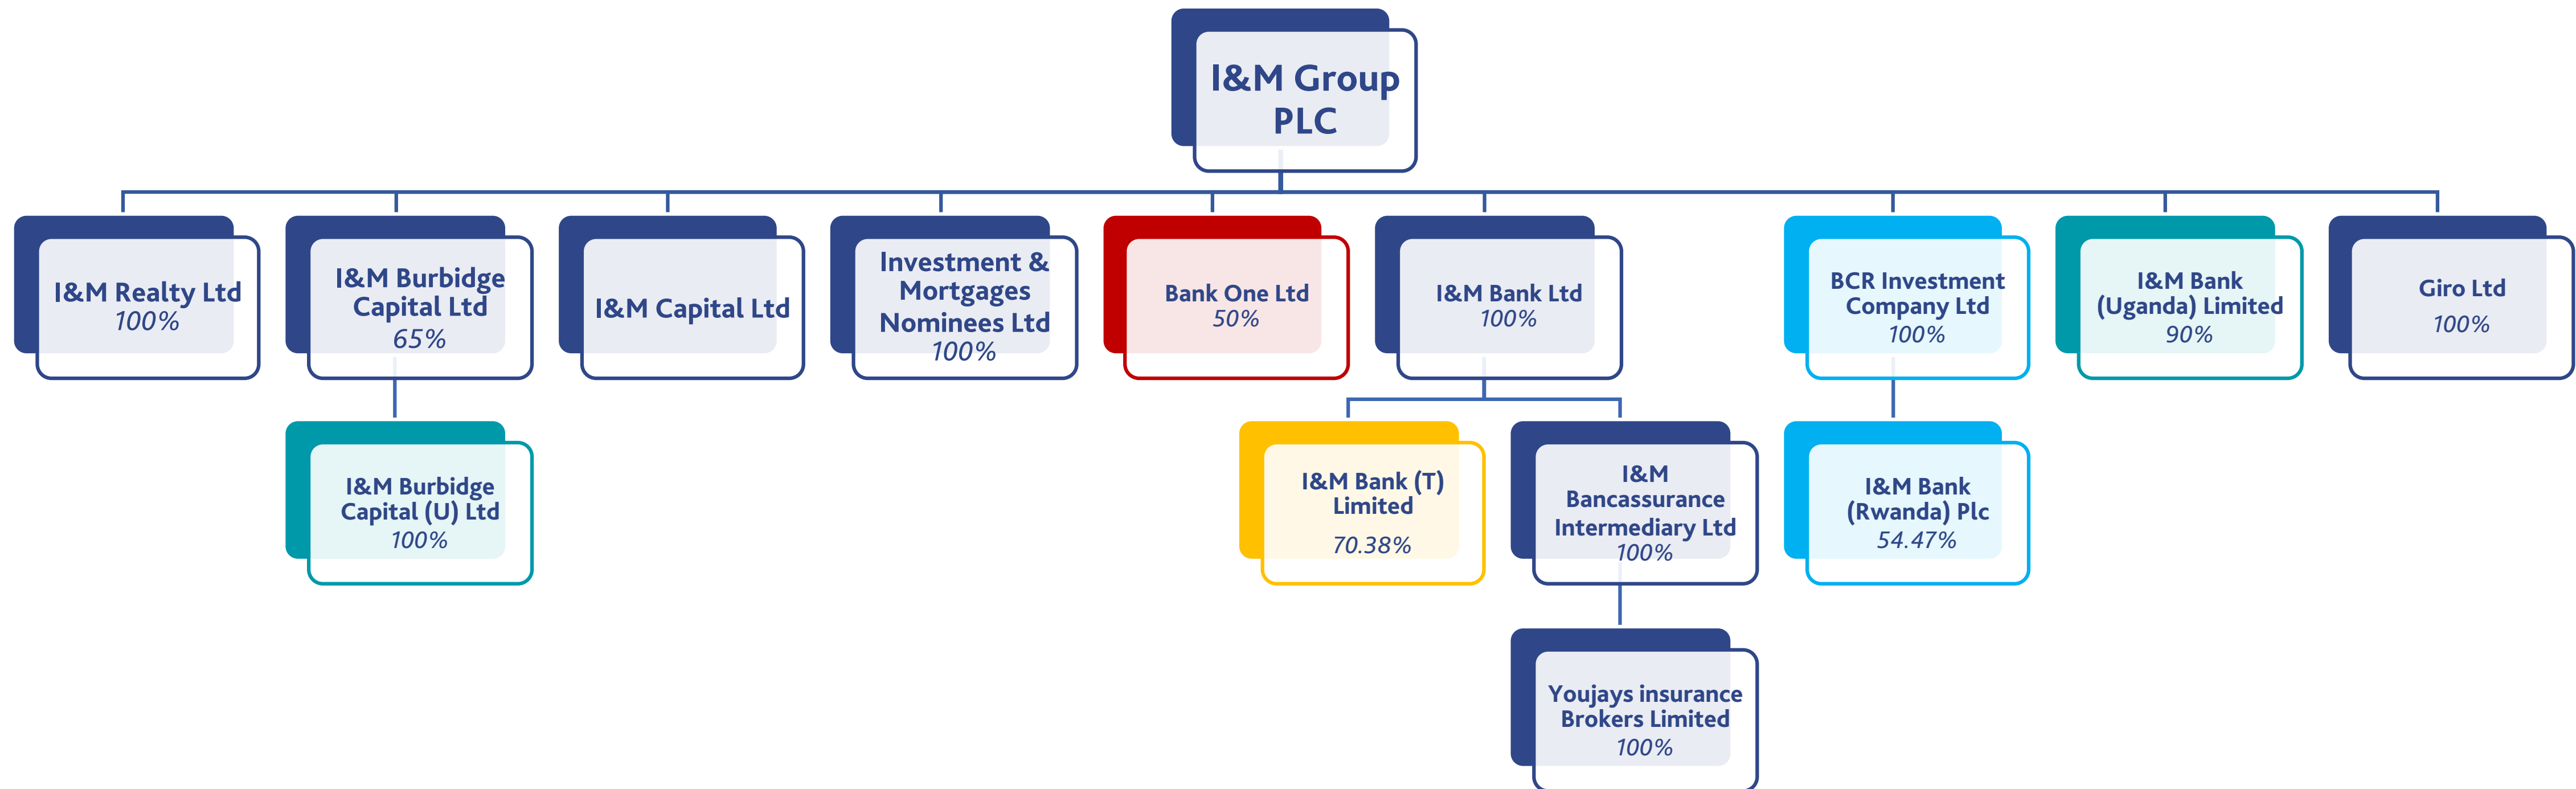 I&M Group
PLC
I&M Realty Ltd
100%
I&M Burbidge
Capital Ltd
65%
I&M Capital Ltd
Investment &
Mortgages
Nominees Ltd
100%
Bank One Ltd
50%
I&M Bank Ltd
100%
BCR Investment
Company Ltd
100%
I&M Bank
(Uganda) Limited
90%
Giro Ltd
100%
I&M Burbidge
Capital (U) Ltd
100%
I&M Bank (T)
Limited
70.38%
I&M
Bancassurance
Intermediary Ltd
100%
I&M Bank
(Rwanda) Plc
54.47%
Youjays insurance
Brokers Limited
100%